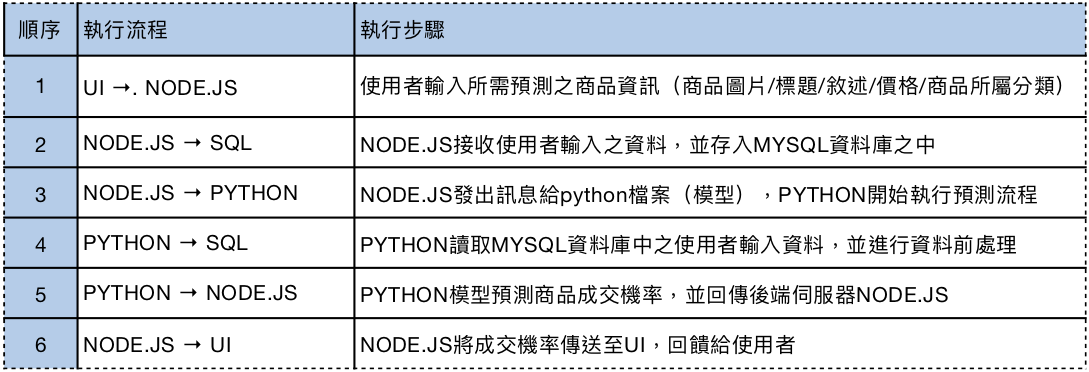 順序 執行流程 執行步驟
1 UI →. NODE.JS 使用者輸入所需預測之商品資訊（商品圖片/標題/敘述/價格/商品所屬分類）
2 NODE.JS → SQL NODE.JS接收使用者輸入之資料，並存入MYSQL資料庫之中
3 NODE.JS → PYTHON NODE.JS發出訊息給python檔案（模型），PYTHON開始執行預測流程
4 PYTHON → SQL PYTHON讀取MYSQL資料庫中之使用者輸入資料，並進行資料前處理
5 PYTHON → NODE.JS PYTHON模型預測商品成交機率，並回傳後端伺服器NODE.JS
6 NODE.JS → UI NODE.JS將成交機率傳送至UI，回饋給使用者